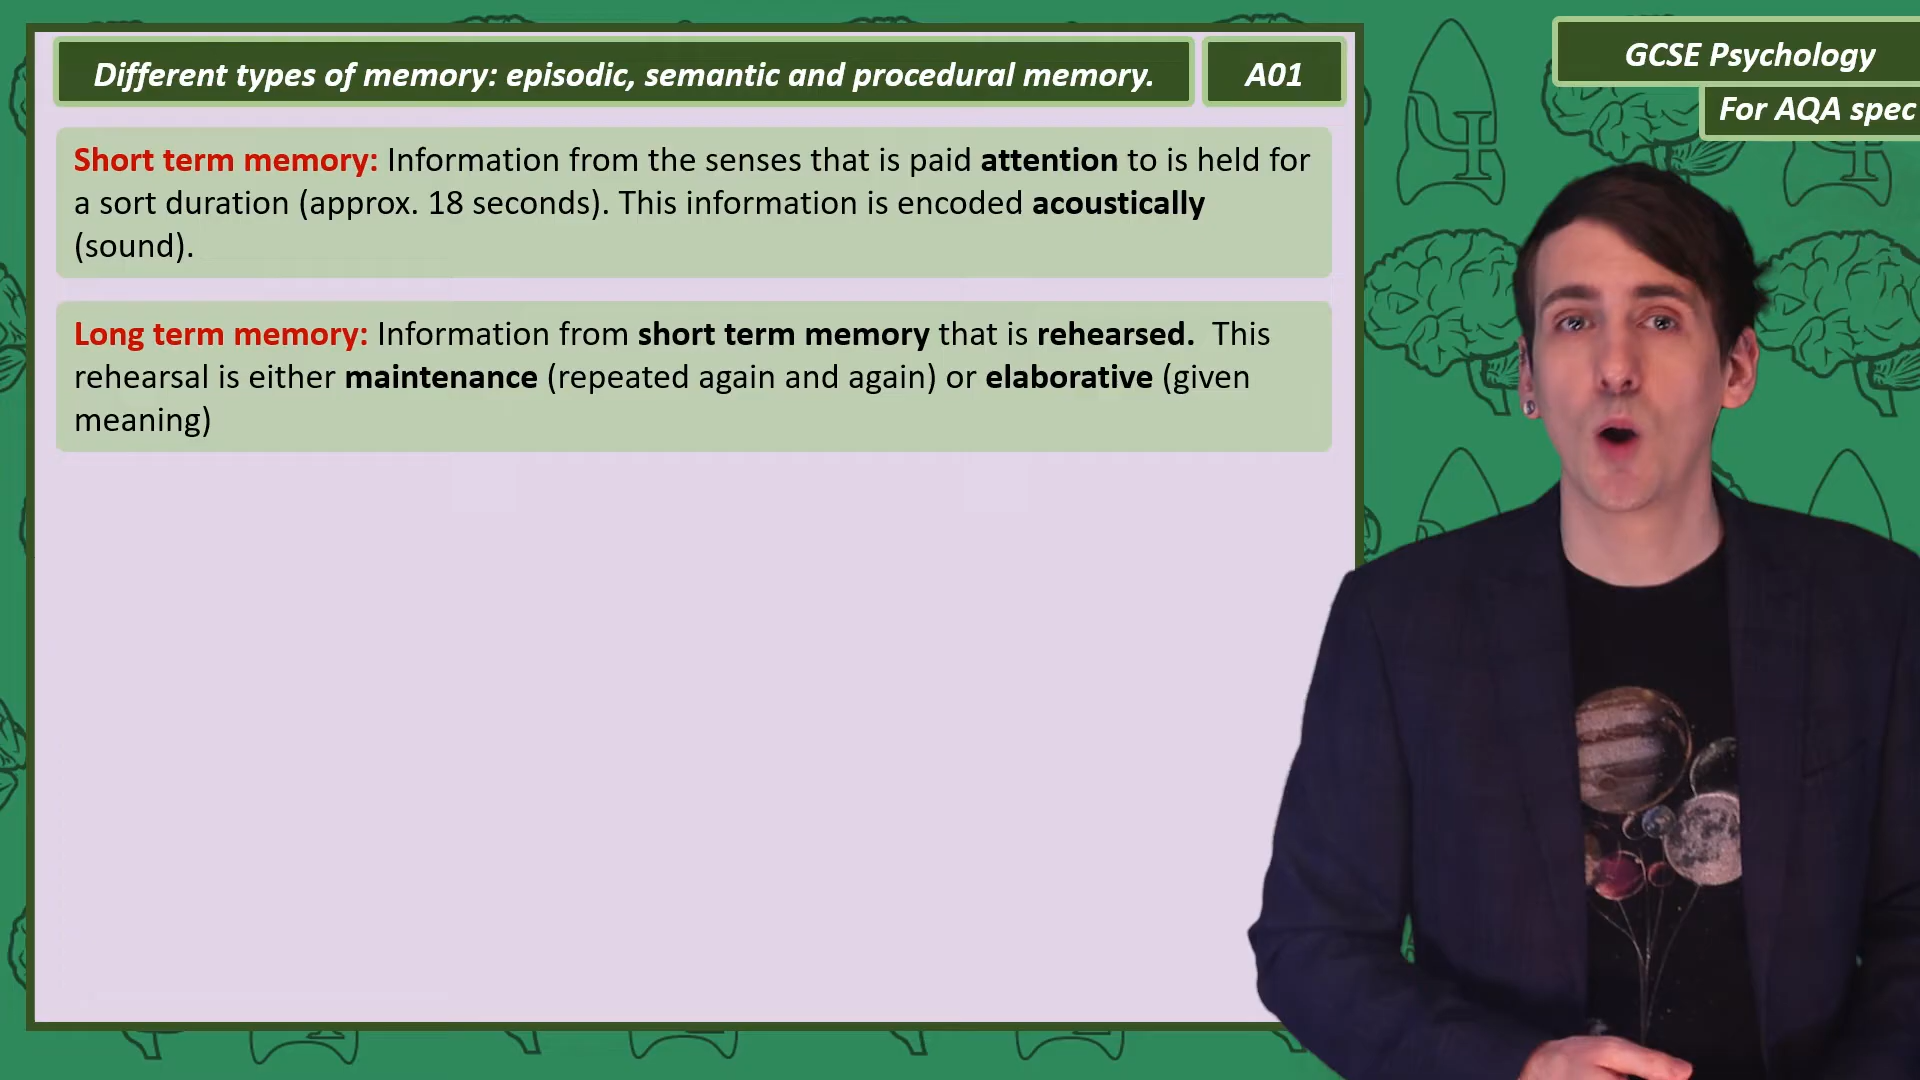 Different types of memory: episodic, semantic and procedural memory.
A01
GCSE Psychology
For AQA spec
Short term memory: Information from the senses that is paid attention to is held for
a sort duration (approx. 18 seconds). This information is encoded acoustically
(sound).
Long term memory: Information from short term memory that is rehearsed. This
rehearsal is either maintenance (repeated again and again) or elaborative (given
meaning)